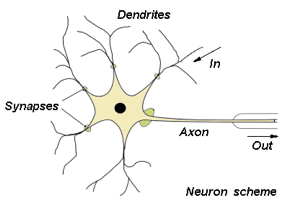 Dendrites
In
Synapses
Axon
Out
Neuron scheme